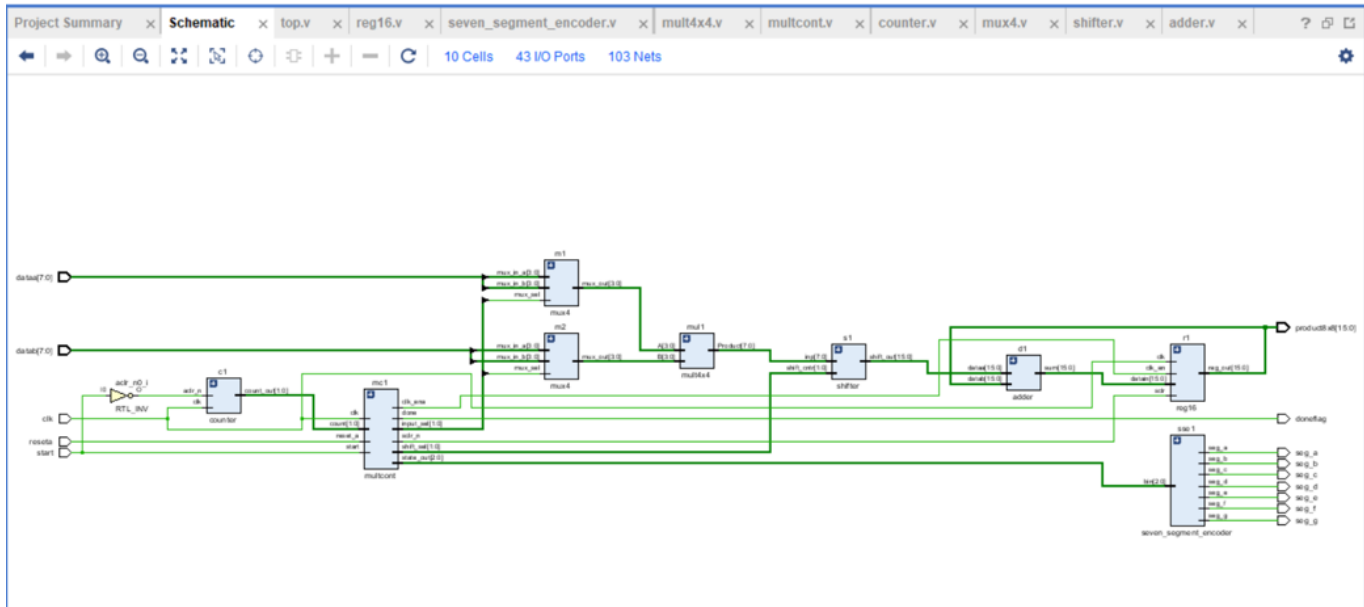 Project Summary × Schematic × top.v × reg16.v × seven_segment_encoder.v × mult4x4.v × multcont.v × counter.v × mux4.v × shifter.v × adder.v × ?
10 Cells 43 I/O Ports 103 Nets
m1
dataa[7:0]
mux_in_a[3:0]
mux_in_b[3:0]
mux_sel
mux_out[3:0]
mux4
m2
datab[7:0]
mux_in_a[3:0]
mux_in_b[3:0]
mux_sel
mux_out[3:0]
mux4
mul1
A[3:0]
B[3:0]
Product[7:0]
mult4x4
s1
inp[7:0]
shift_cntrl[1:0]
shift_out[15:0]
shifter
d1
dataa[15:0]
datab[15:0]
sum[15:0]
adder
r1
clk
clk_en
datain[15:0]
reg_out[15:0]
reg16
product8x8[15:0]
aclr_n0_i
I0 O
RTL_INV
c1
aclr_n
clk
count_out[1:0]
counter
clk
reseta
start
mc1
clk
count[1:0]
reset_a
start
clk_ena
done
input_sel[1:0]
shift_sel[1:0]
state_out[2:0]
multcont
doneflag
sse1
bin[2:0]
seg_a
seg_b
seg_c
seg_d
seg_e
seg_f
seg_g
seven_segment_encoder
seg_a
seg_b
seg_c
seg_d
seg_e
seg_f
seg_g